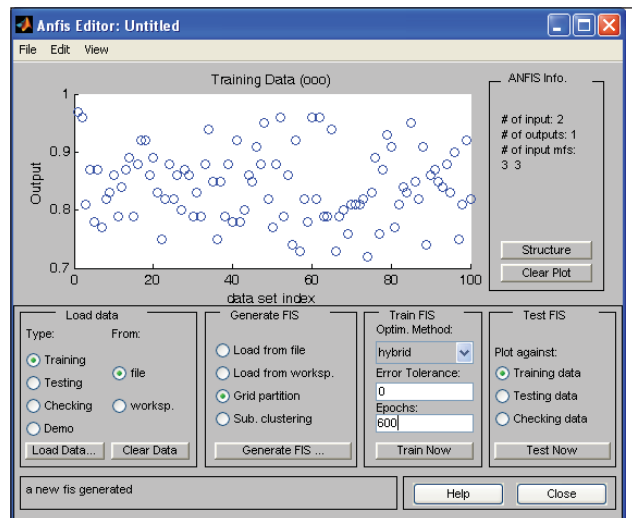 Anfis Editor: Untitled
File Edit View
Training Data (ooo)
1
0.9
0.8
0.7
Output
0 20 40 60 80 100
data set index
ANFIS Info.
# of input: 2
# of outputs: 1
# of input mfs:
3 3
Structure
Clear Plot
Load data
Type: From:
Training
Testing
Checking
Demo
file
worksp.
Load Data... Clear Data
Generate FIS
Load from file
Load from worksp.
Grid partition
Sub. clustering
Generate FIS ...
Train FIS
Optim. Method:
hybrid
Error Tolerance:
0
Epochs:
600
Train Now
Test FIS
Plot against:
Training data
Testing data
Checking data
Test Now
a new fis generated
Help Close